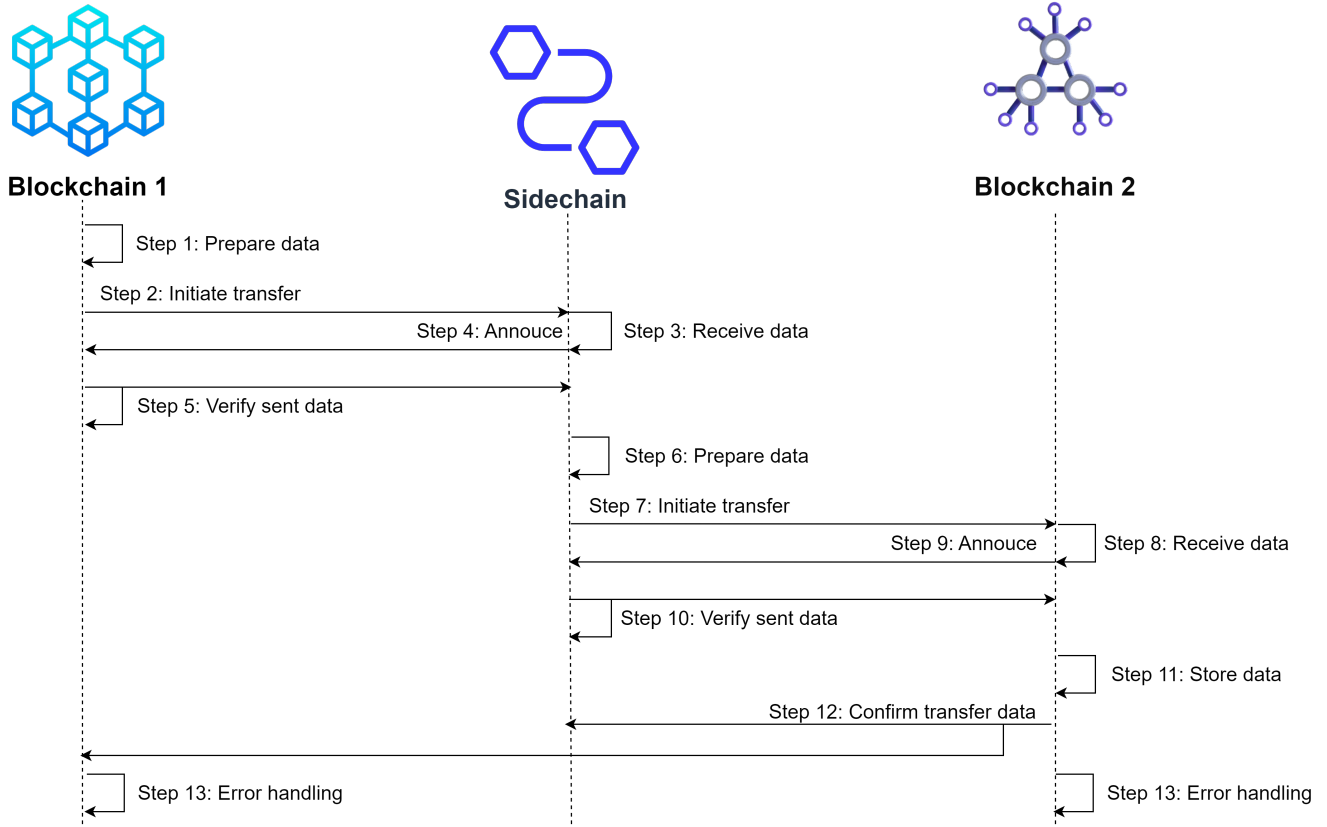 Blockchain 1
Sidechain
Blockchain 2
Step 1: Prepare data
Step 2: Initiate transfer
Step 4: Annouce
Step 3: Receive data
Step 5: Verify sent data
Step 6: Prepare data
Step 7: Initiate transfer
Step 9: Annouce
Step 8: Receive data
Step 10: Verify sent data
Step 11: Store data
Step 12: Confirm transfer data
Step 13: Error handling
Step 13: Error handling